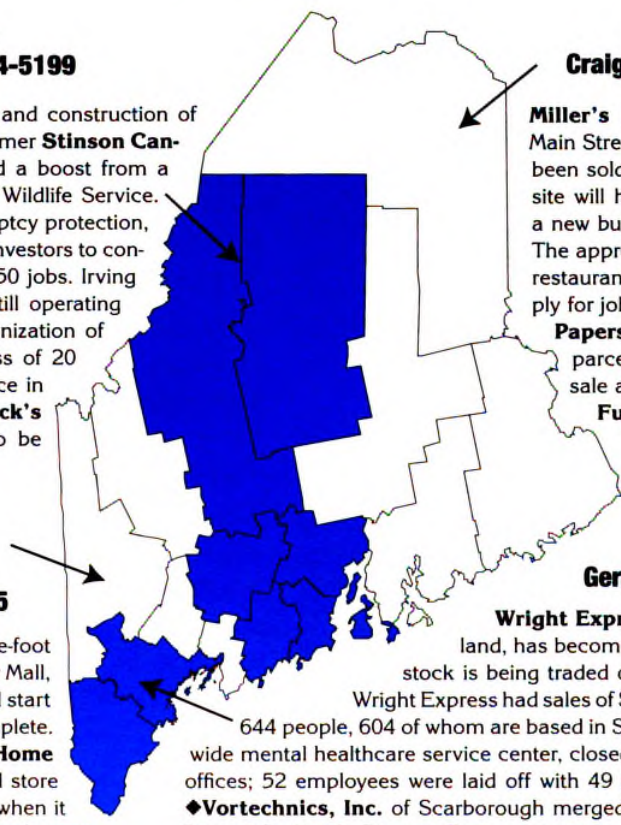 4-5199
and construction of
mer Stinson Can-
d a boost from a
Wildlife Service.
ptcy protection,
nvestors to con-
50 jobs. Irving
till operating
nization of
ss of 20
ce in
ck's
o be
5
e-foot
Mall,
d start
plete.
Home
l store
when it
Craig
Miller's
Main Stre
been solo
site will h
a new bu
The appr
restauran
ply for jol
Papers
parce
sale a
Fu
Ger
Wright Expr
land, has becom
stock is being traded o
Wright Express had sales of $
644 people, 604 of whom are based in S
wide mental healthcare service center, closed
offices; 52 employees were laid off with 49
◆Vortechnics, Inc. of Scarborough merged